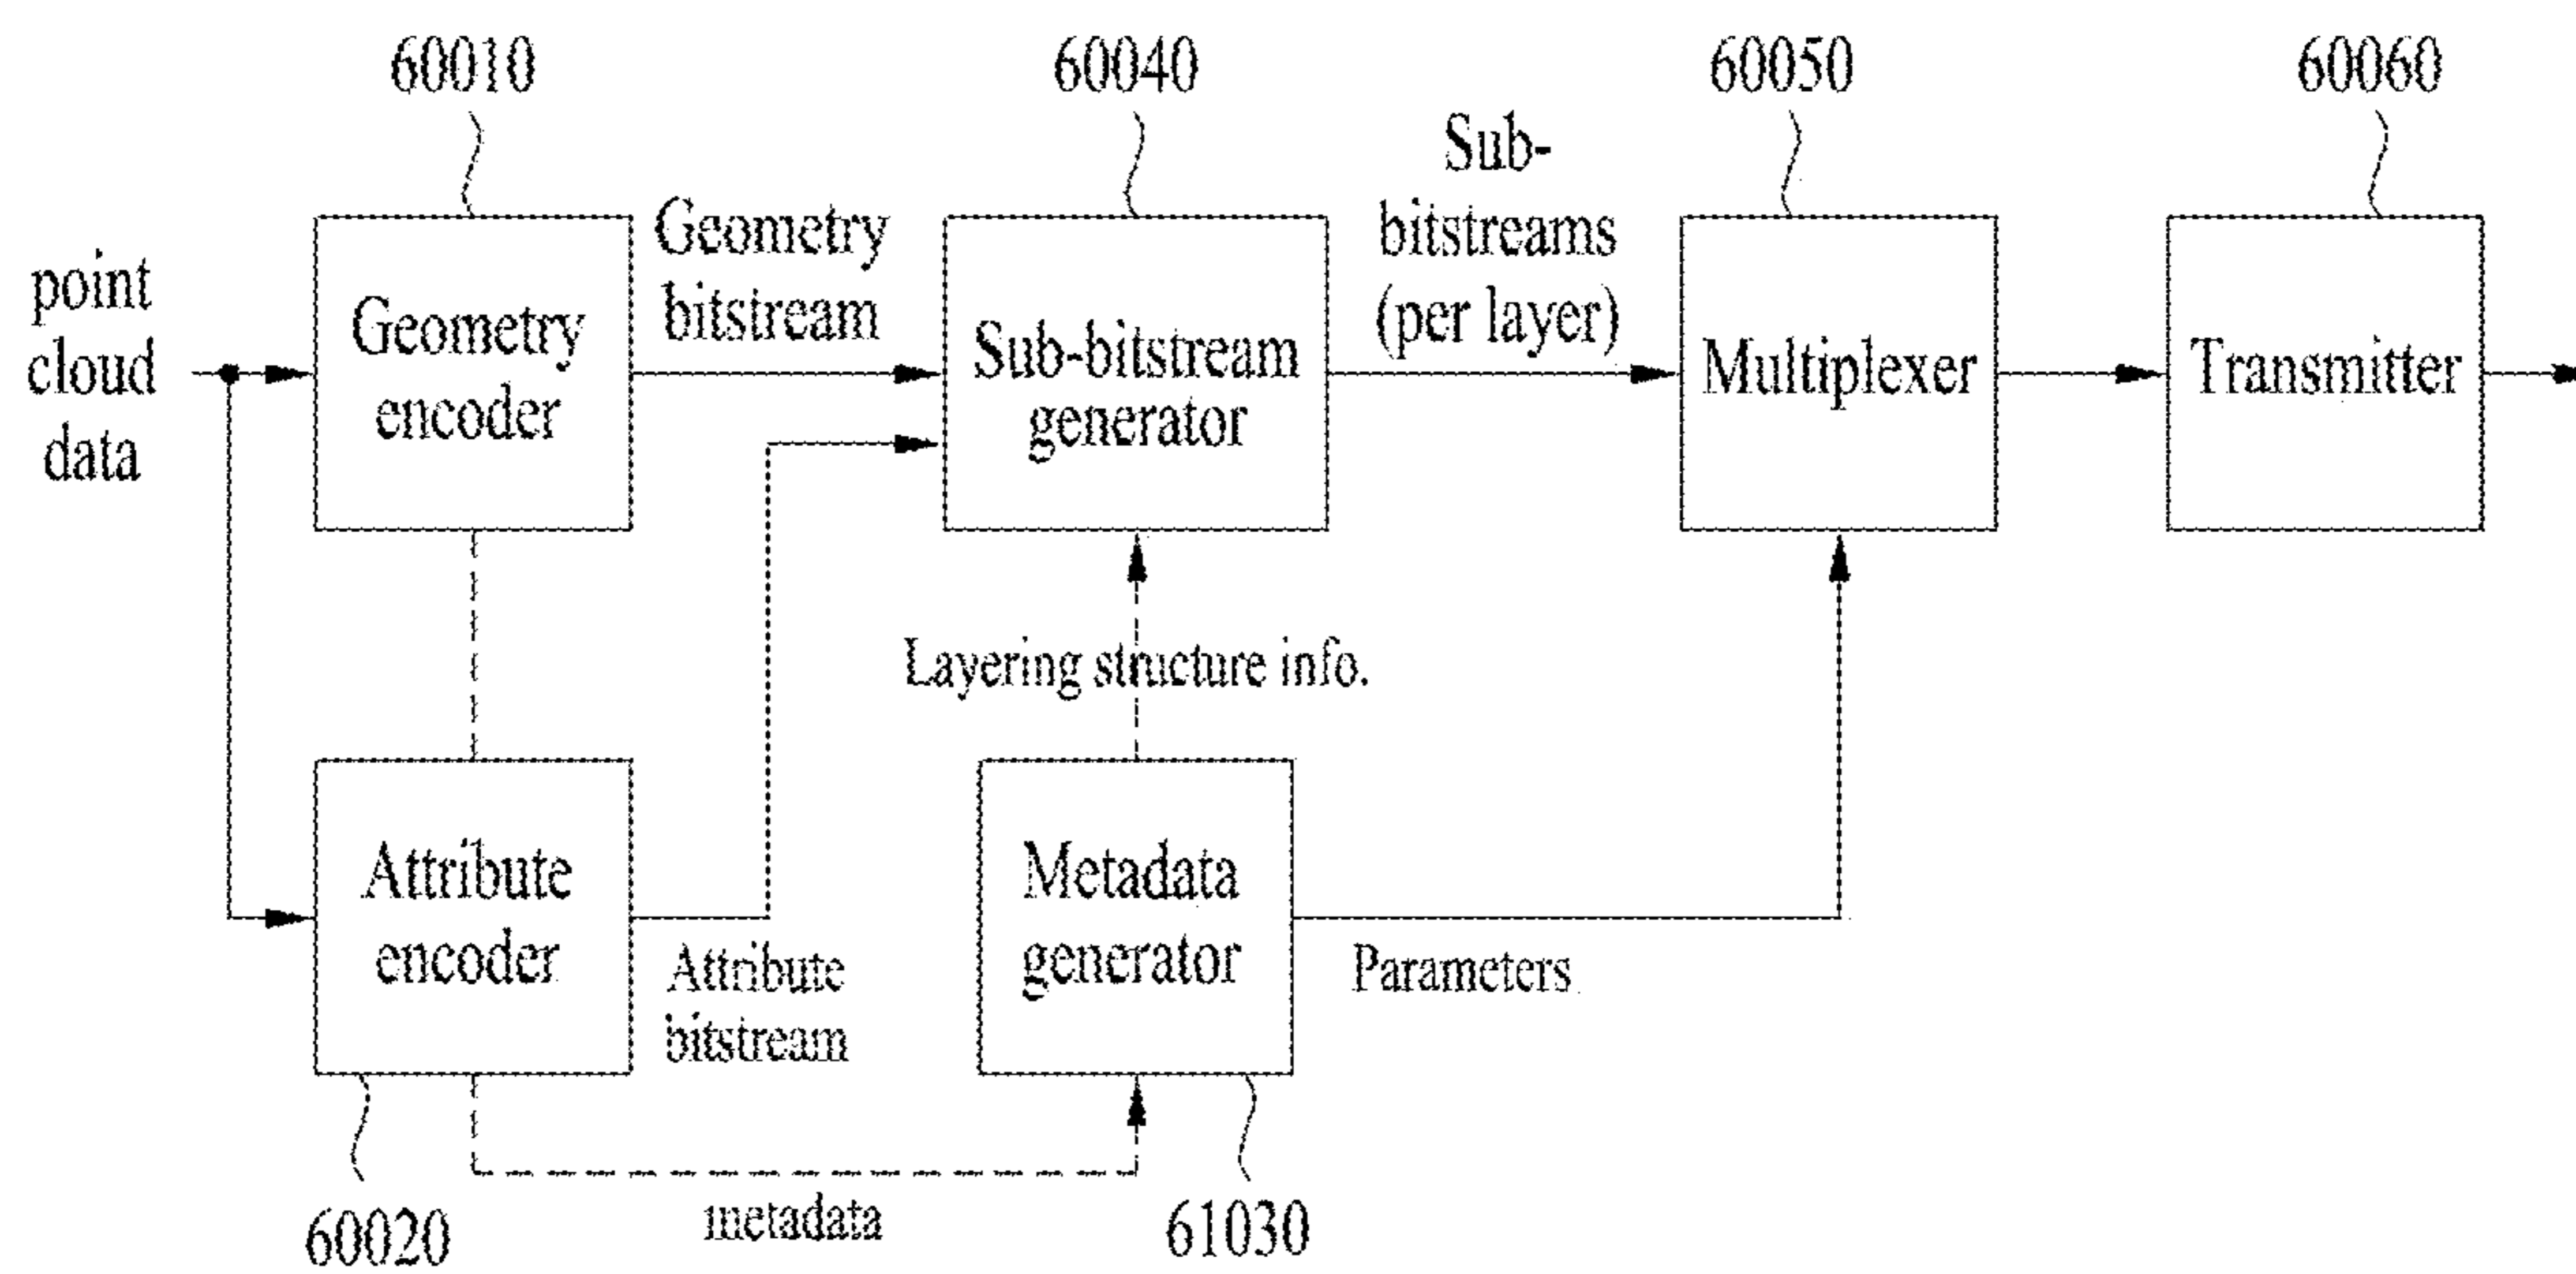 60010
60040
60050
60060
point
cloud
data
Geometry
encoder
Geometry
bitstream
Sub-bitstream
generator
Sub-
bitstreams
(per layer)
Multiplexer
Transmitter
Layering structure info.
Attribute
encoder
Attribute
bitstream
Metadata
generator
Parameters
metadata
60020
61030